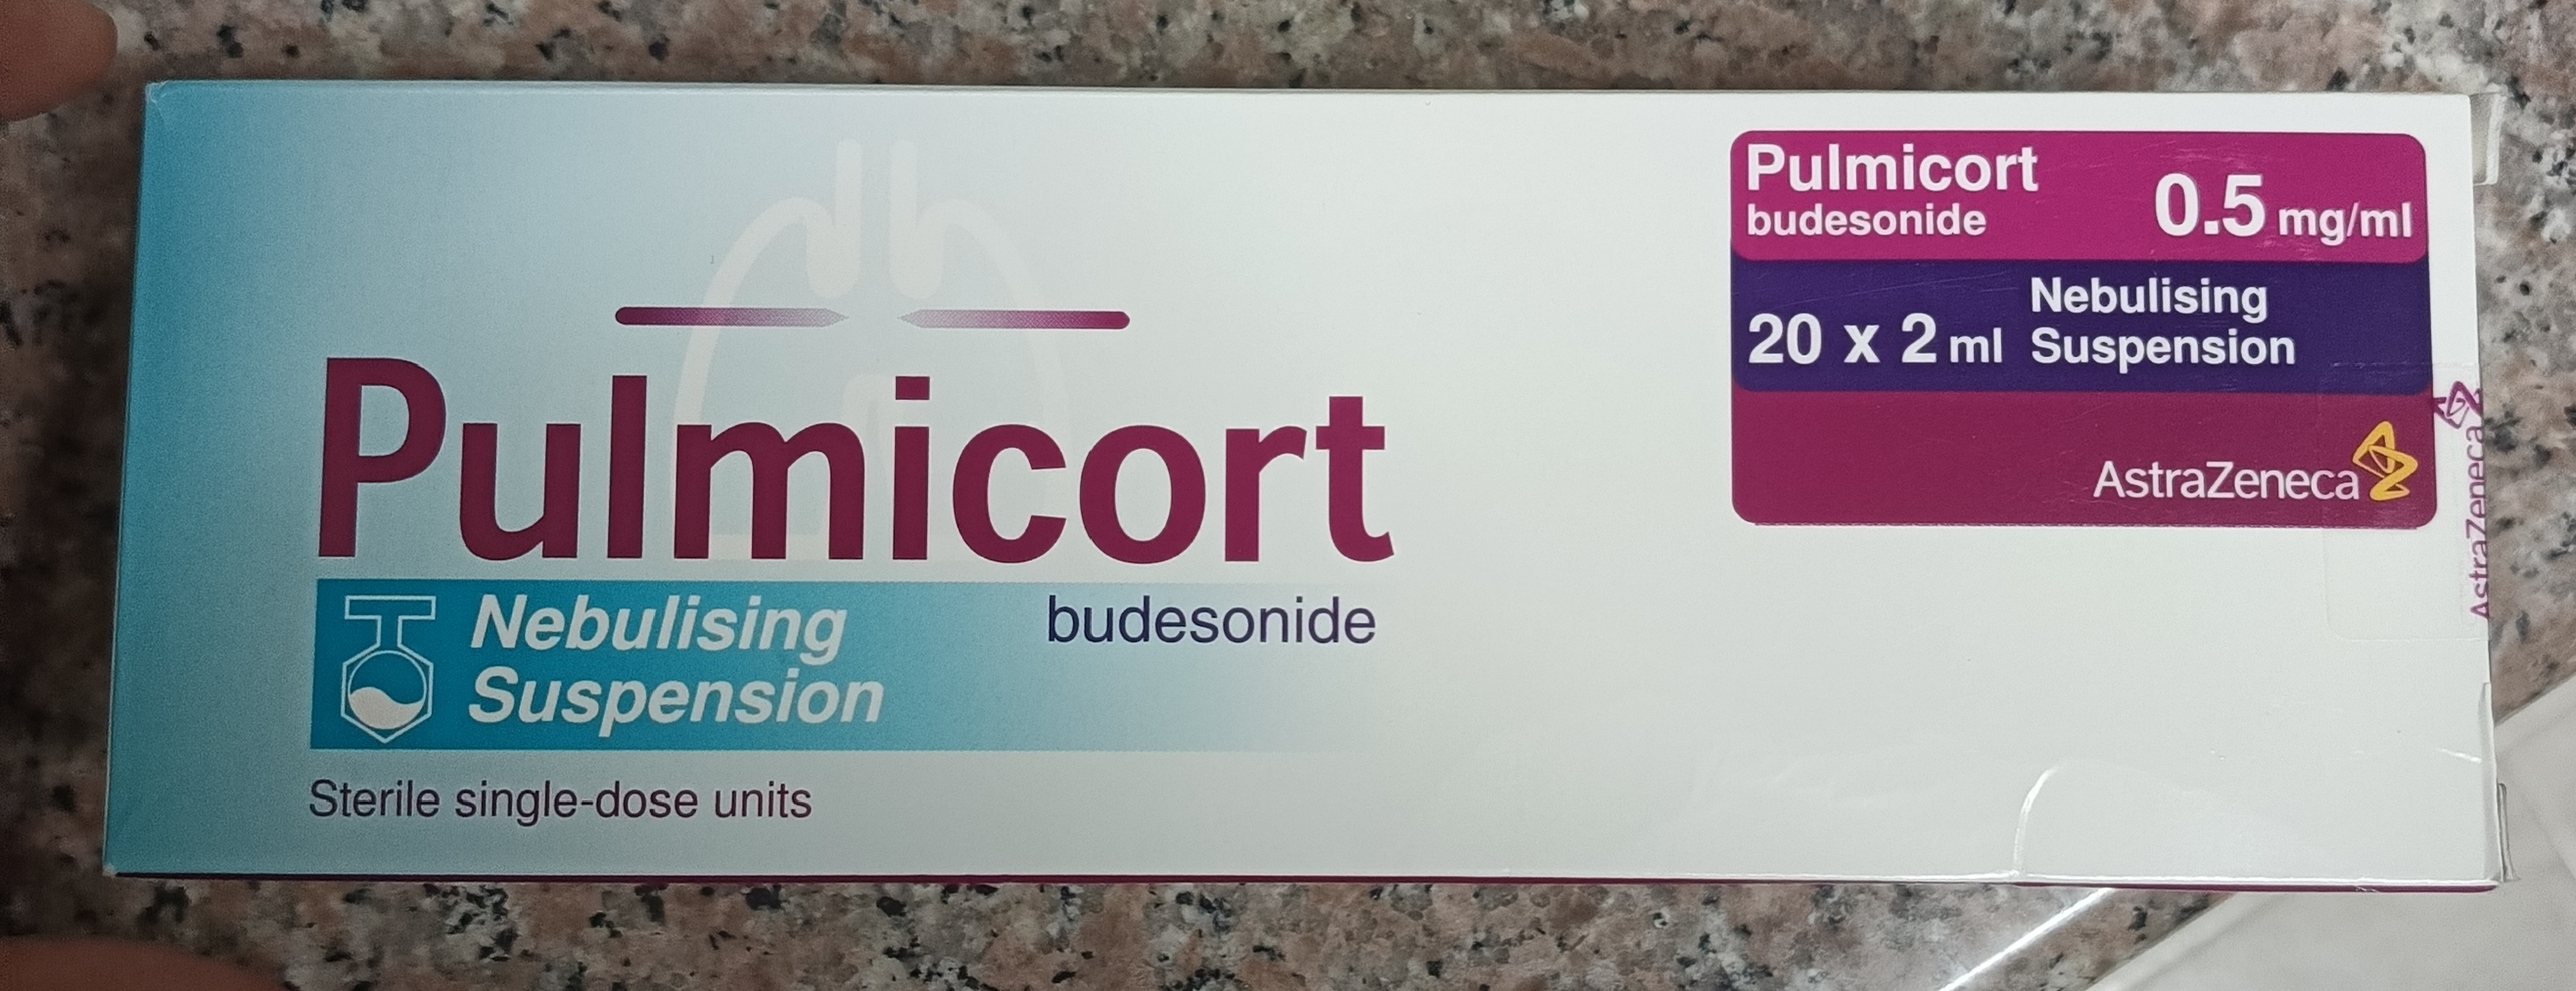 Pulmicort
budesonide
0.5 mg/ml
20 x 2 ml
Nebulising
Suspension
AstraZeneca
AstraZeneca
Pulmicort
Nebulising
Suspension
budesonide
Sterile single-dose units